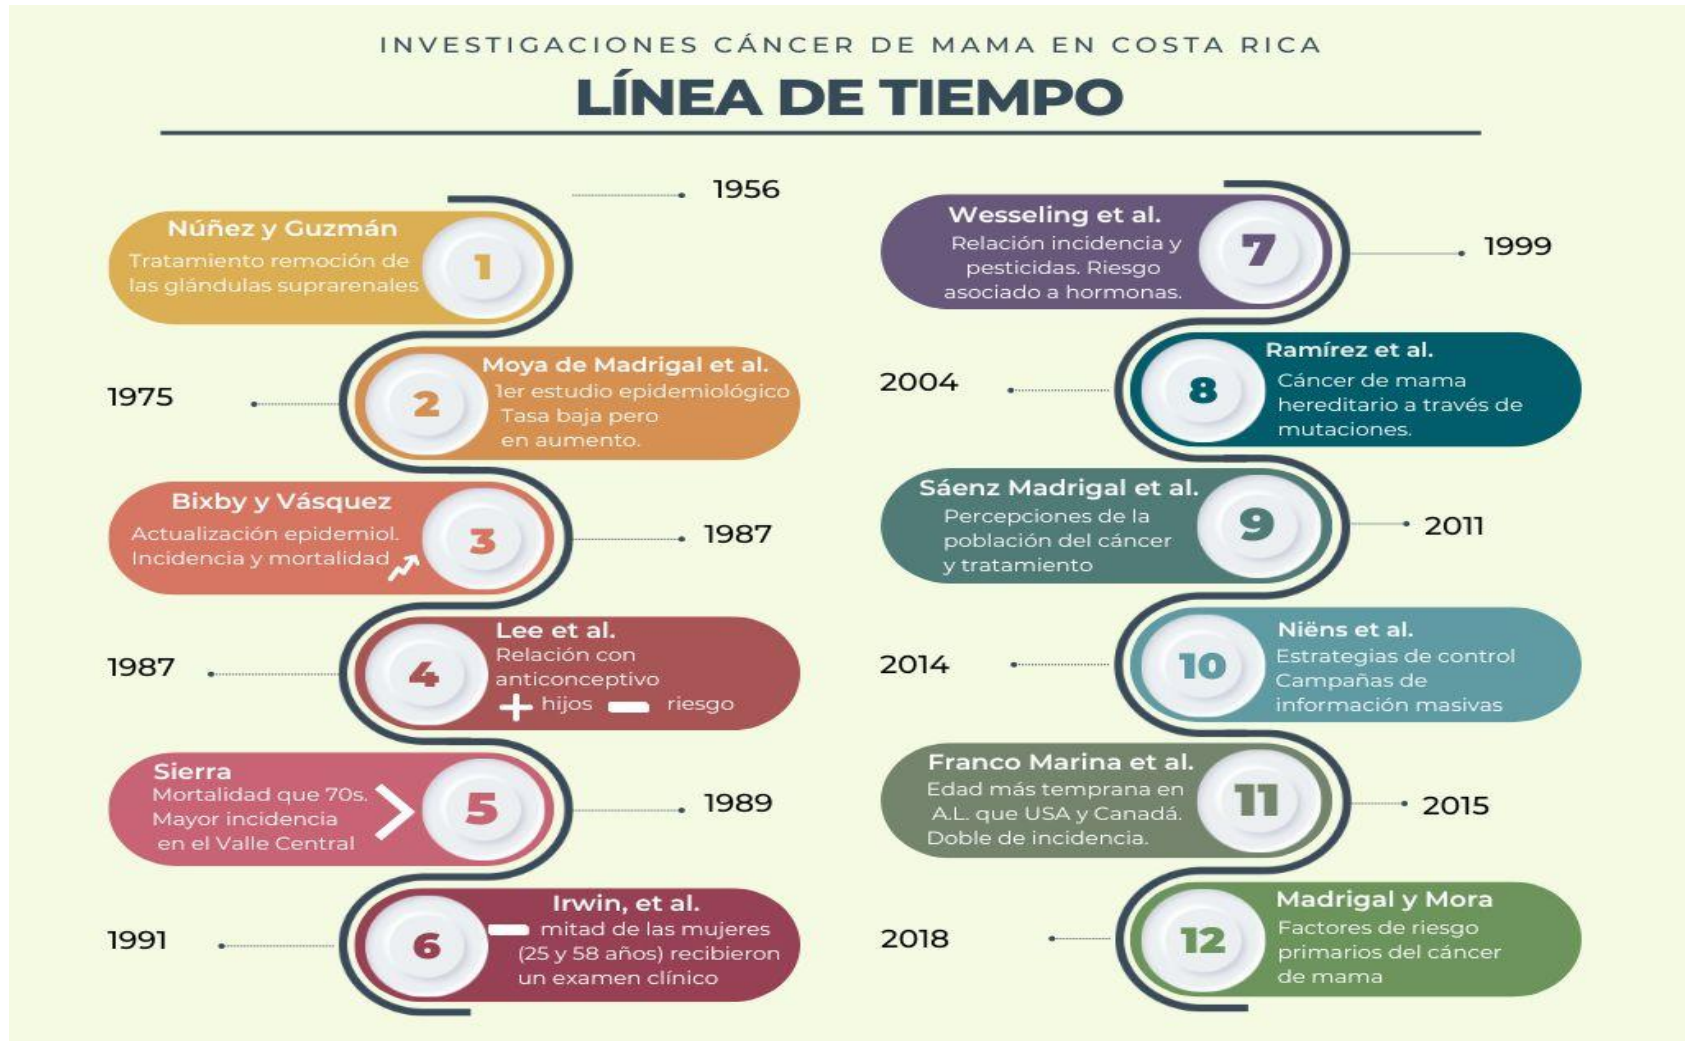 INVESTIGACIONES CÁNCER DE MAMA EN COSTA RICA
LÍNEA DE TIEMPO
1956
Núñez y Guzmán
Tratamiento remoción de
las glándulas suprarenales
1
1975
2
Moya de Madrigal et al.
1er estudio epidemiológico
Tasa baja pero
en aumento.
Bixby y Vásquez
Actualización epidemiol.
Incidencia y mortalidad
3
1987
1987
4
Lee et al.
Relación con
anticonceptivo
+ hijos - riesgo
Sierra
Mortalidad que 70s. >
Mayor incidencia
en el Valle Central
5
1989
1991
6
Irwin, et al.
- mitad de las mujeres
(25 y 58 años) recibieron
un examen clínico
Wesseling et al.
Relación incidencia y
pesticidas. Riesgo
asociado a hormonas.
7
1999
2004
8
Ramírez et al.
Cáncer de mama
hereditario a través de
mutaciones.
Sáenz Madrigal et al.
Percepciones de la
población del cáncer
y tratamiento
9
2011
2014
10
Niëns et al.
Estrategias de control
Campañas de
información masivas
Franco Marina et al.
Edad más temprana en
A.L. que USA y Canadá.
Doble de incidencia.
11
2015
2018
12
Madrigal y Mora
Factores de riesgo
primarios del cáncer
de mama